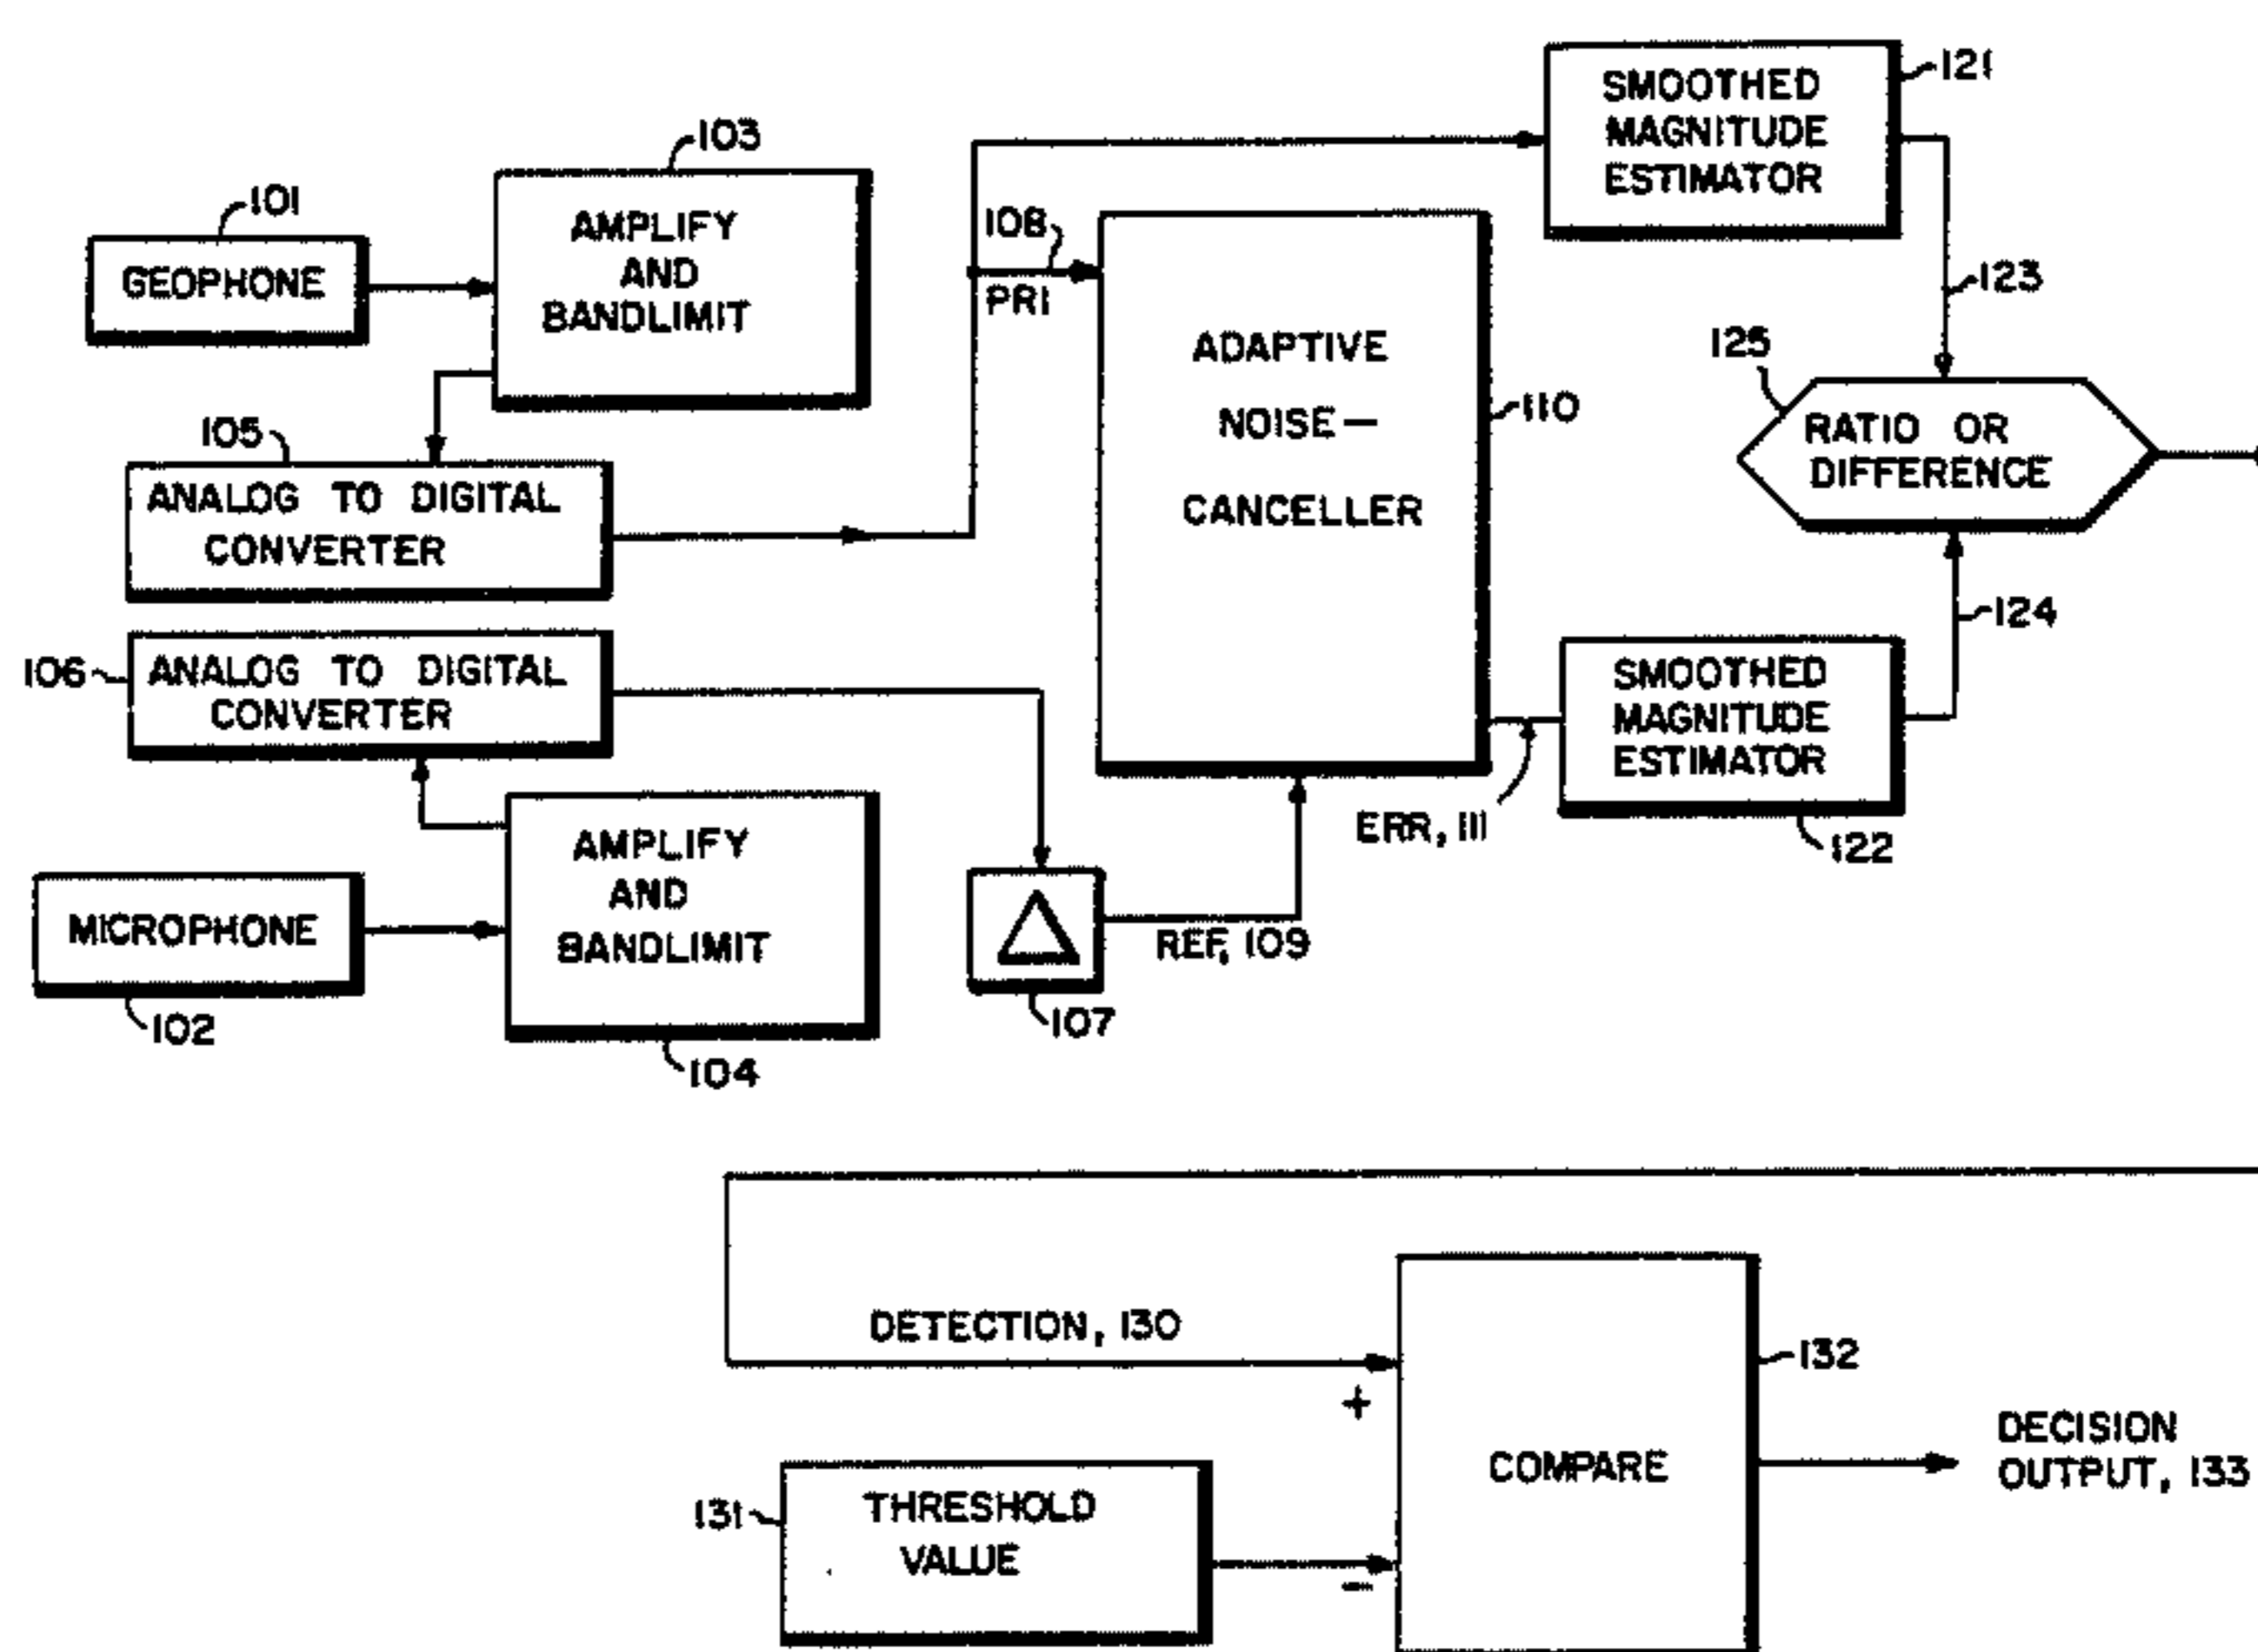 101
GEOPHONE
103
AMPLIFY
AND
BANDLIMIT
105
ANALOG TO DIGITAL
CONVERTER
106
ANALOG TO DIGITAL
CONVERTER
MICROPHONE
102
AMPLIFY
AND
BANDLIMIT
104
107
108
PRI
REF, 109
ADAPTIVE
NOISE—
CANCELLER
110
ERR, 111
SMOOTHED
MAGNITUDE
ESTIMATOR
121
123
125
RATIO OR
DIFFERENCE
124
SMOOTHED
MAGNITUDE
ESTIMATOR
122
DETECTION, 130
+
131
THRESHOLD
VALUE
−
COMPARE
132
DECISION
OUTPUT, 133